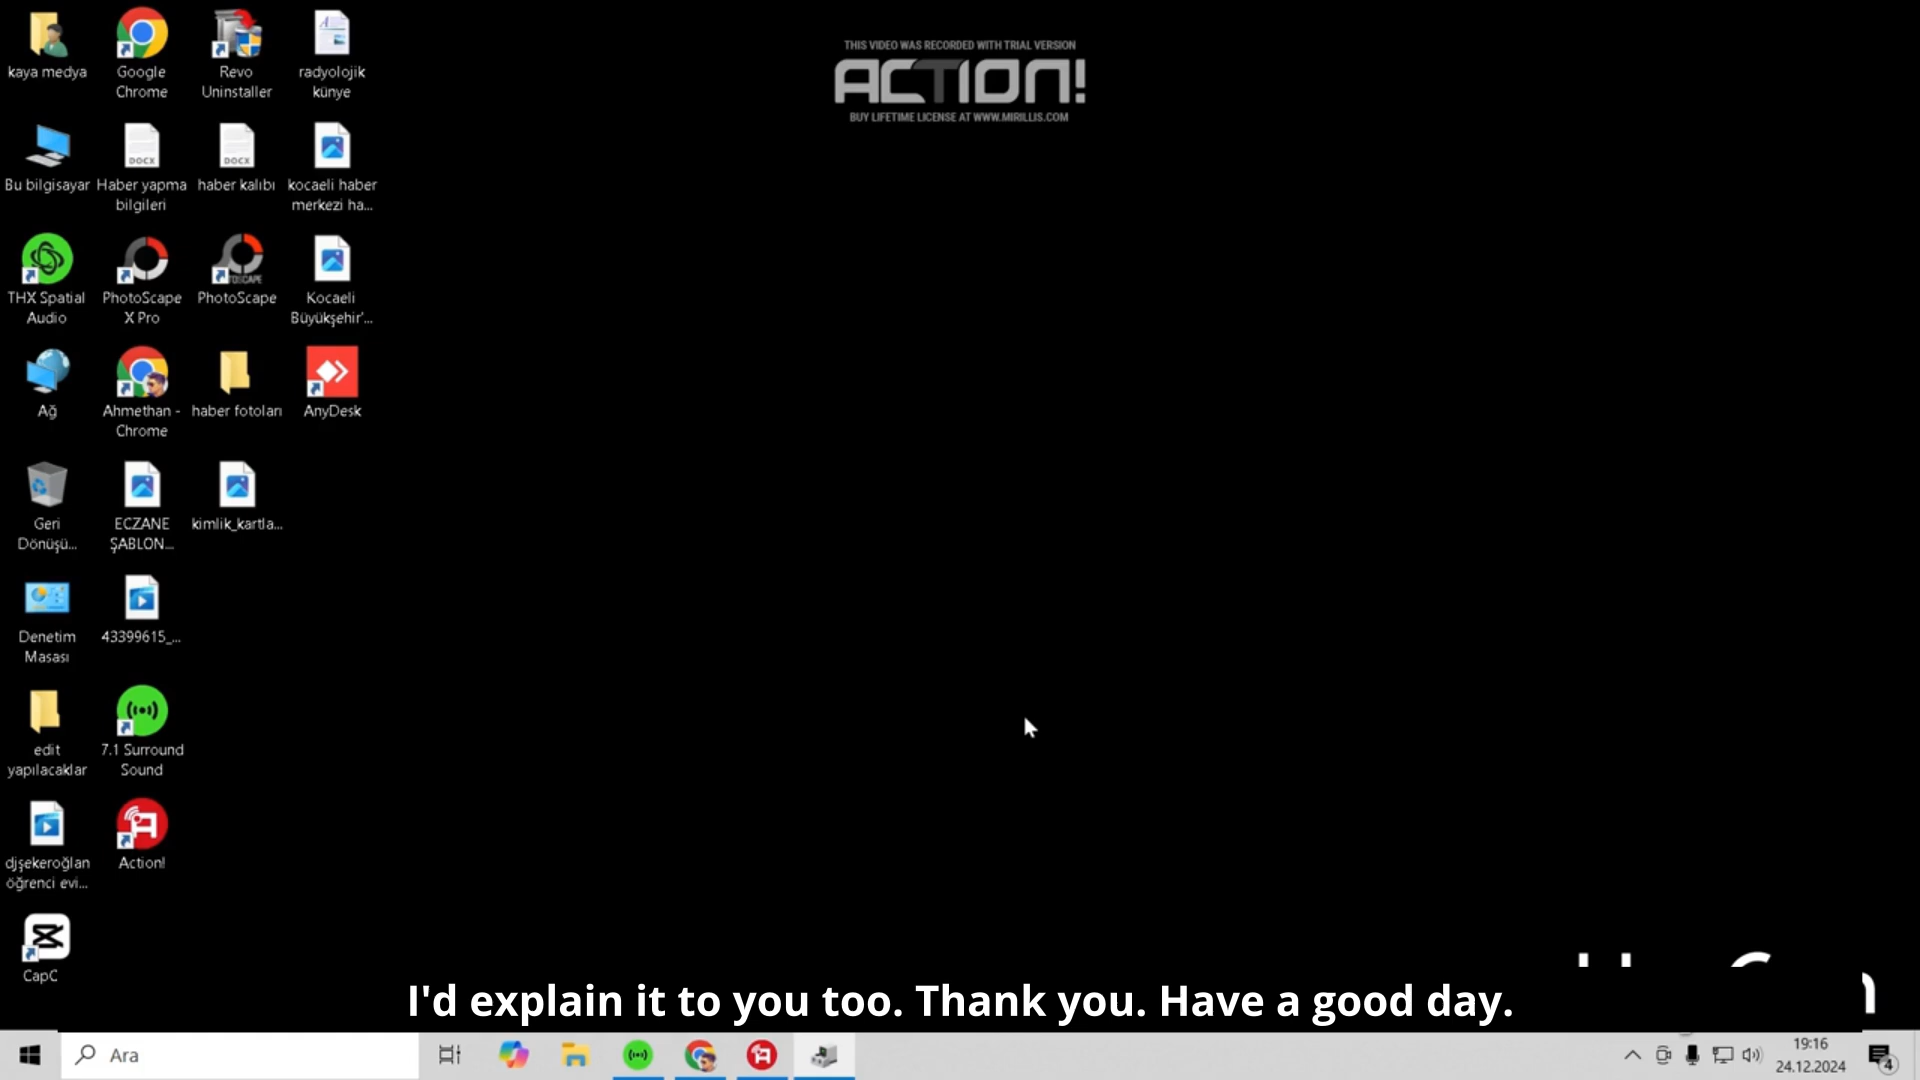 THIS VIDEO WAS RECORDED WITH TRIAL VERSION
ACTION!
BUY LIFETIME LICENSE AT WWW.MIRILLIS.COM
kaya medya
Google
Chrome
Revo
Uninstaller
radyolojik
künye
Bu bilgisayar
Haber yapma
bilgileri
DOCX
haber kalıbı
DOCX
kocaeli haber
merkezi ha...
THX Spatial
Audio
PhotoScape
X Pro
PhotoScape
Kocaeli
Büyükşehir'...
Ağ
Ahmethan -
Chrome
haber fotoları
AnyDesk
Geri
Dönüşü...
ECZANE
ŞABLON...
kimlik_kartla...
Denetim
Masası
43399615_...
edit
yapılacaklar
7.1 Surround
Sound
djşekeroğlan
öğrenci evi...
Action!
CapC
I'd explain it to you too. Thank you. Have a good day.
Ara
19:16
24.12.2024
4